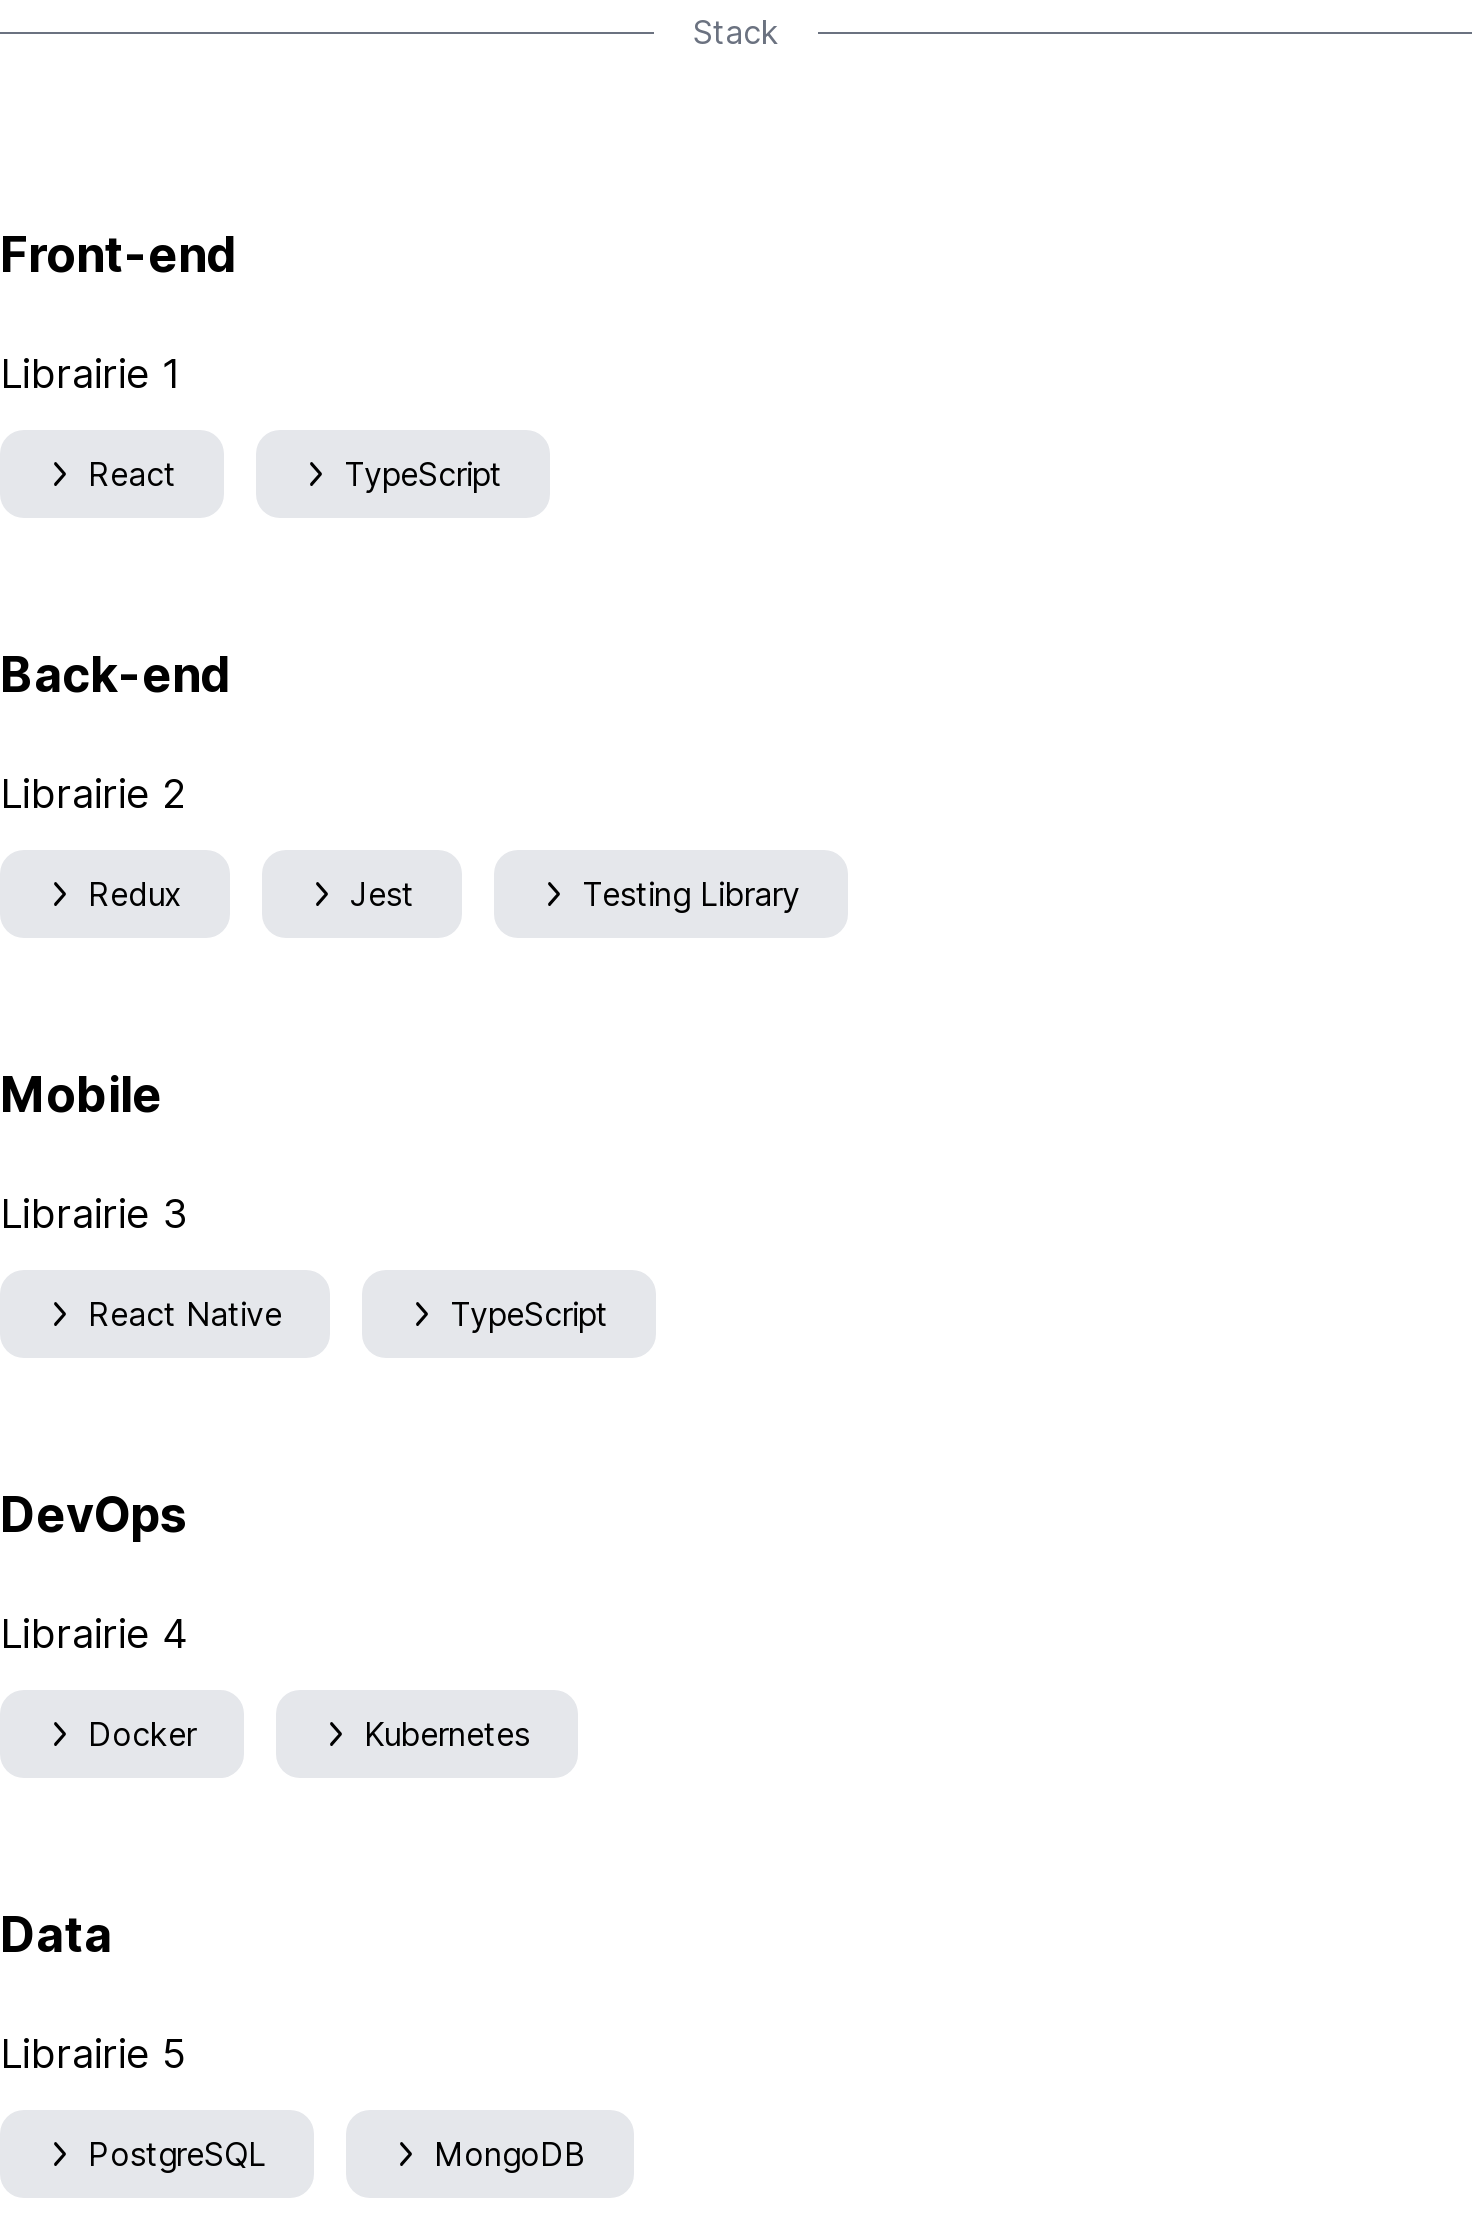 Stack
Front-end
Librairie 1
React TypeScript
Back-end
Librairie 2
Redux Jest Testing Library
Mobile
Librairie 3
React Native TypeScript
DevOps
Librairie 4
Docker Kubernetes
Data
Librairie 5
PostgreSQL MongoDB